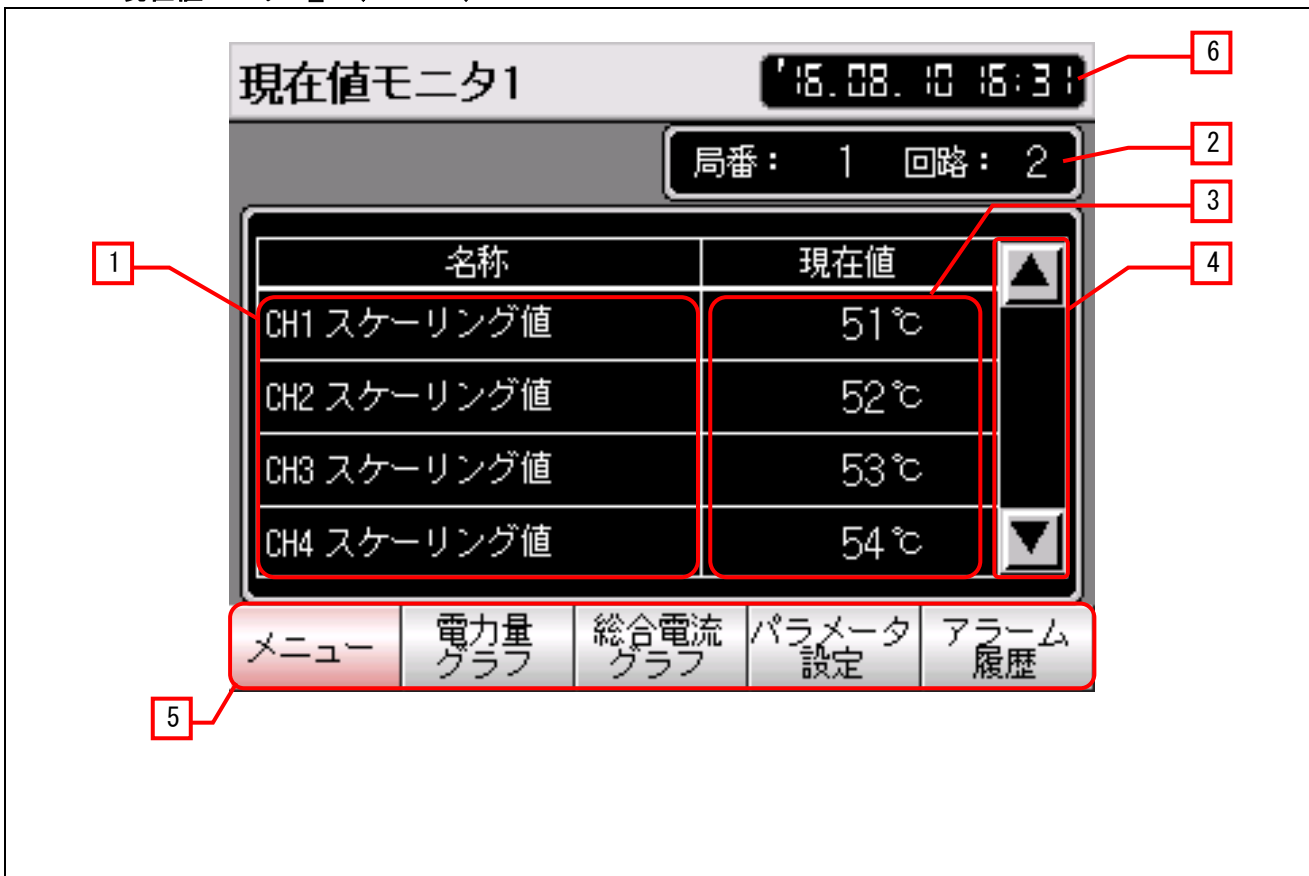 現在値モニタ1
'16.08.10 16:31
6
局番： 1 回路： 2
2
3
1
4
名称 現在値
▲
CH1 スケーリング値 51℃
CH2 スケーリング値 52℃
CH3 スケーリング値 53℃
CH4 スケーリング値 54℃
▼
メニュー
電力量
グラフ
総合電流
グラフ
パラメータ
設定
アラーム
履歴
5